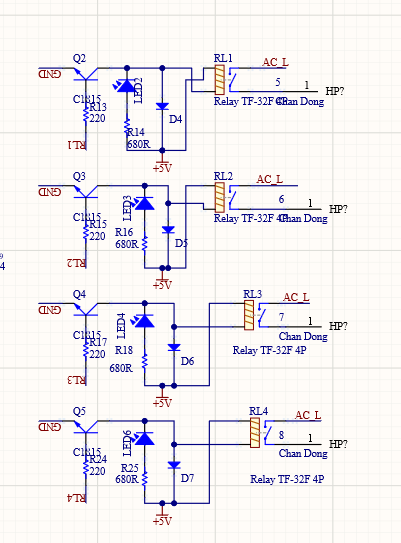 Q2
GND
C1815
R13
220
RL1
LED2
R14
680R
D4
+5V
RL1
AC_L
5
1
HP?
Relay TF-32F 4P
Chan Dong
Q3
GND
C1815
R15
220
RL2
LED3
R16
680R
D5
+5V
RL2
AC_L
6
1
HP?
Relay TF-32F 4P
Chan Dong
4
Q4
GND
C1815
R17
220
RL3
LED4
R18
680R
D6
+5V
RL3
AC_L
7
1
HP?
Chan Dong
Relay TF-32F 4P
Q5
GND
C1815
R24
220
RL4
LED6
R25
680R
D7
+5V
RL4
AC_L
8
1
HP?
Chan Dong
Relay TF-32F 4P